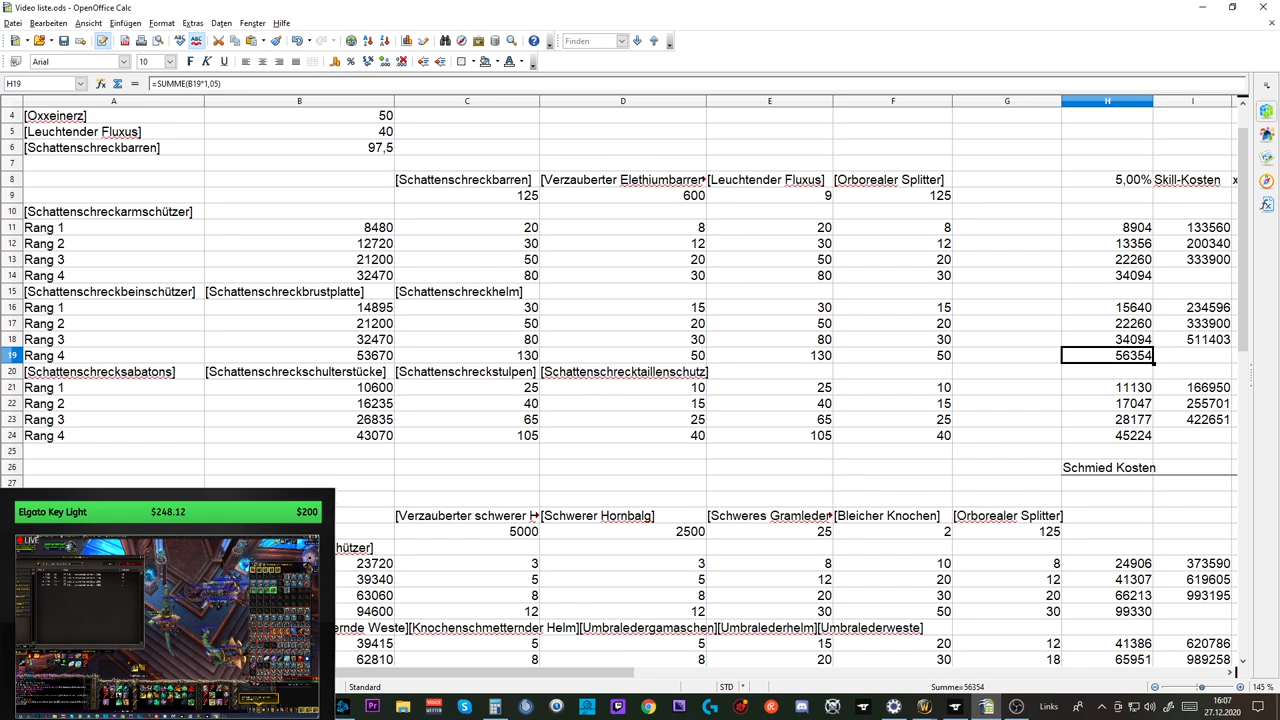 Video liste.ods - OpenOffice Calc
Datei Bearbeiten Ansicht Einfügen Format Extras Daten Fenster Hilfe
Finden
Arial 10
H19 =SUMME(B19*1,05)
A B C D E F G H I
4 [Oxxeinerz] 50
5 [Leuchtender Fluxus] 40
6 [Schattenschreckbarren] 97,5
7
8 [Schattenschreckbarren] [Verzauberter Elethiumbarrer [Leuchtender Fluxus] [Orborealer Splitter] 5,00% Skill-Kosten x
9 125 600 9 125
10 [Schattenschreckarmschützer]
11 Rang 1 8480 20 8 20 8 8904 133560
12 Rang 2 12720 30 12 30 12 13356 200340
13 Rang 3 21200 50 20 50 20 22260 333900
14 Rang 4 32470 80 30 80 30 34094
15 [Schattenschreckbeinschützer] [Schattenschreckbrustplatte] [Schattenschreckhelm]
16 Rang 1 14895 30 15 30 15 15640 234596
17 Rang 2 21200 50 20 50 20 22260 333900
18 Rang 3 32470 80 30 80 30 34094 511403
19 Rang 4 53670 130 50 130 50 56354
20 [Schattenschrecksabatons] [Schattenschreckschulterstücke] [Schattenschreckstulpen] [Schattenschrecktaillenschutz]
21 Rang 1 10600 25 10 25 10 11130 166950
22 Rang 2 16235 40 15 40 15 17047 255701
23 Rang 3 26835 65 25 65 25 28177 422651
24 Rang 4 43070 105 40 105 40 45224
25
26 Schmied Kosten
27
[Verzauberter schwerer H [Schwerer Hornbalg] [Schweres Gramleder [Bleicher Knochen] [Orborealer Splitter]
5000 2500 25 2 125
hützer]
23720 3 3 8 10 8 24906 373590
39340 5 5 12 20 12 41307 619605
63060 8 8 20 30 20 66213 993195
94600 12 12 30 50 30 99330
rnde Weste][Knochenschmetternder Helm][Umbraledergamaschen][Umbralederhelm][Umbralederweste]
39415 5 5 15 20 12 41386 620786
62810 8 8 20 30 18 65951 989258
Elgato Key Light $248.12 $200
LIVE
Standard STD Summe=56354 145 %
Links 16:07
27.12.2020